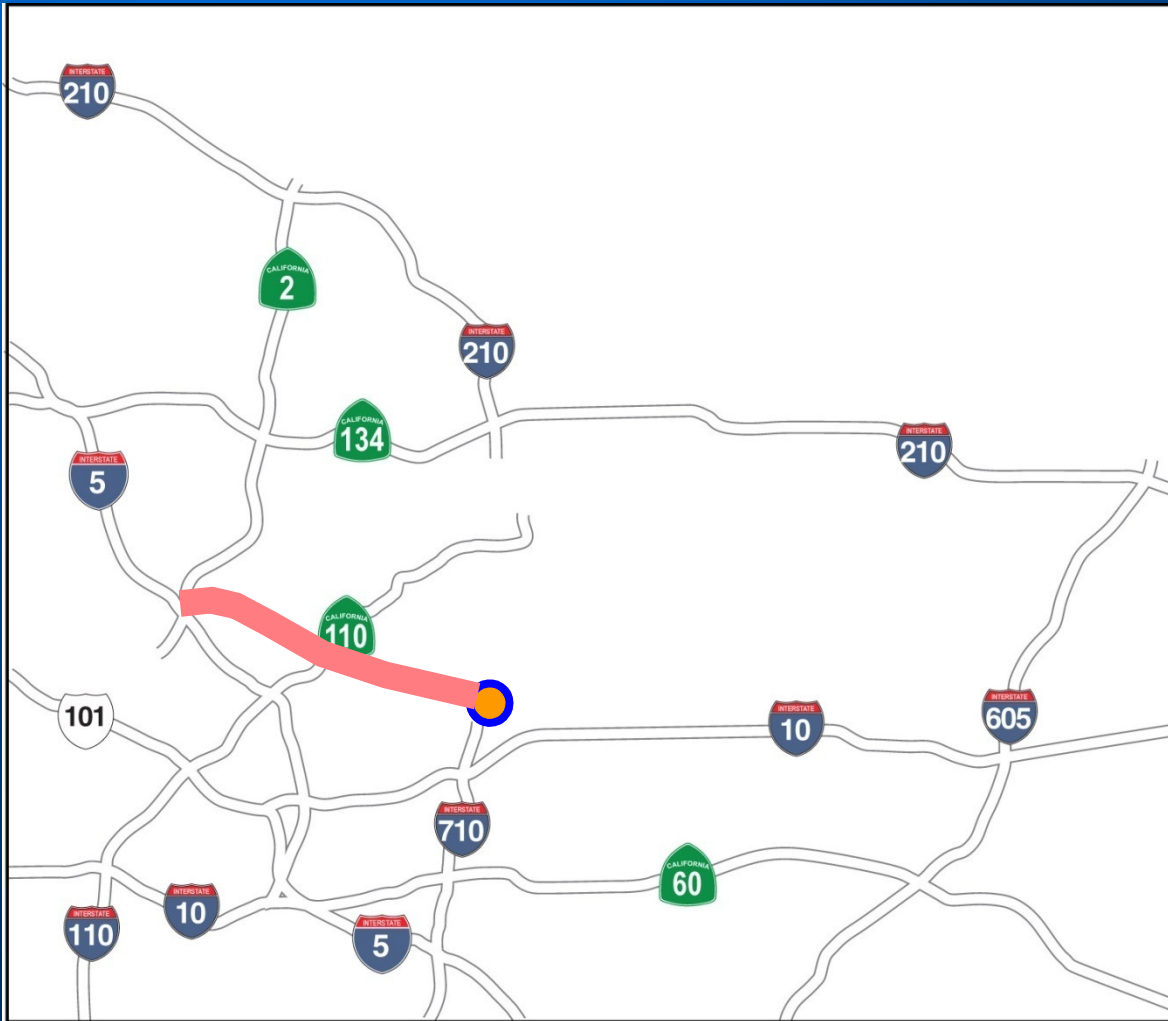 INTERSTATE
210
CALIFORNIA
2
INTERSTATE
210
CALIFORNIA
134
INTERSTATE
210
INTERSTATE
5
CALIFORNIA
110
101
INTERSTATE
605
INTERSTATE
10
INTERSTATE
710
CALIFORNIA
60
INTERSTATE
10
INTERSTATE
110
INTERSTATE
5